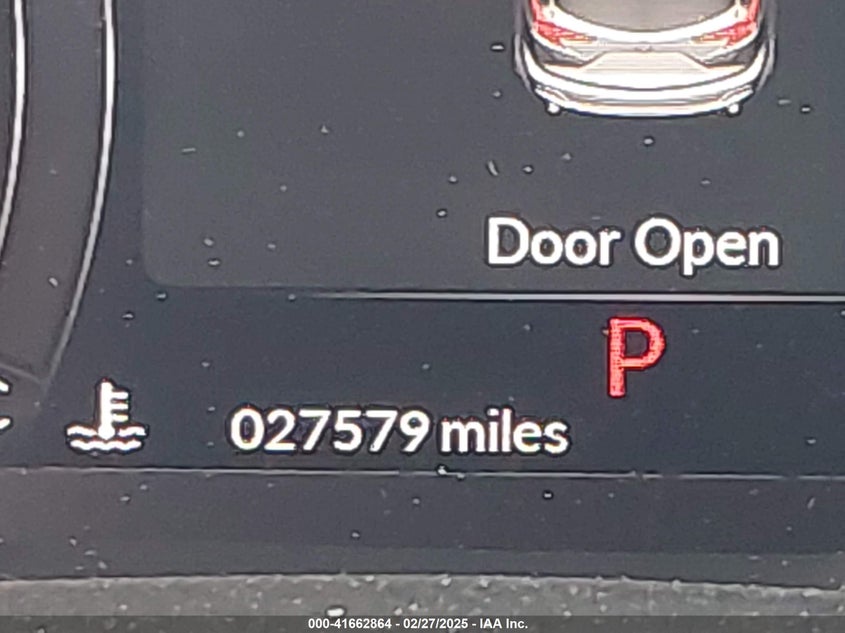 Door Open
P
027579 miles
000-41662864 - 02/27/2025 - IAA Inc.